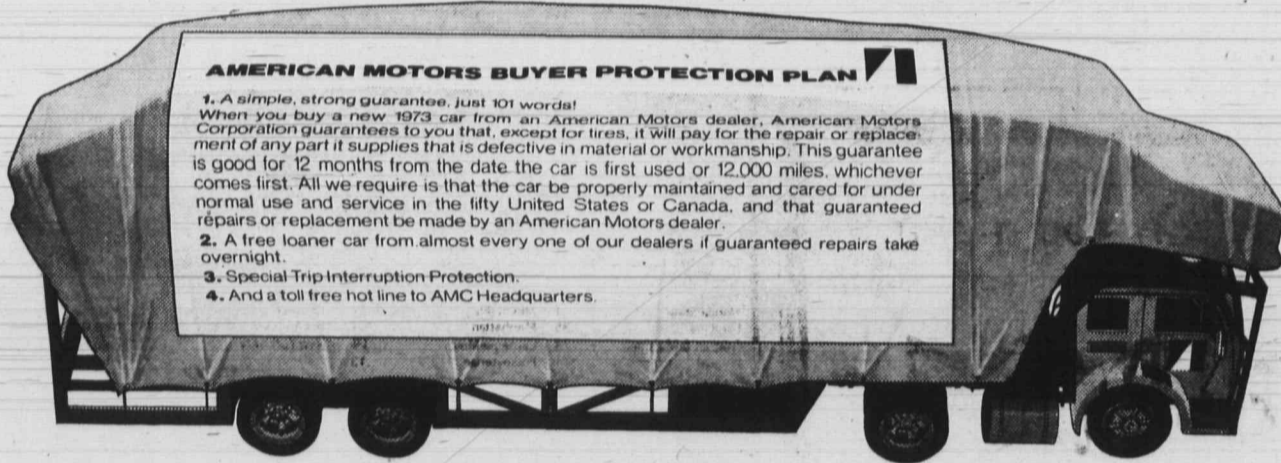 AMERICAN MOTORS BUYER PROTECTION PLAN
1. A simple, strong guarantee, just 101 words!
When you buy a new 1973 car from an American Motors dealer, American Motors
Corporation guarantees to you that, except for tires, it will pay for the repair or replace-
ment of any part it supplies that is defective in material or workmanship. This guarantee
is good for 12 months from the date the car is first used or 12,000 miles, whichever
comes first. All we require is that the car be properly maintained and cared for under
normal use and service in the fifty United States or Canada, and that guaranteed
repairs or replacement be made by an American Motors dealer.
2. A free loaner car from almost every one of our dealers if guaranteed repairs take
overnight.
3. Special Trip Interruption Protection.
4. And a toll free hot line to AMC Headquarters.